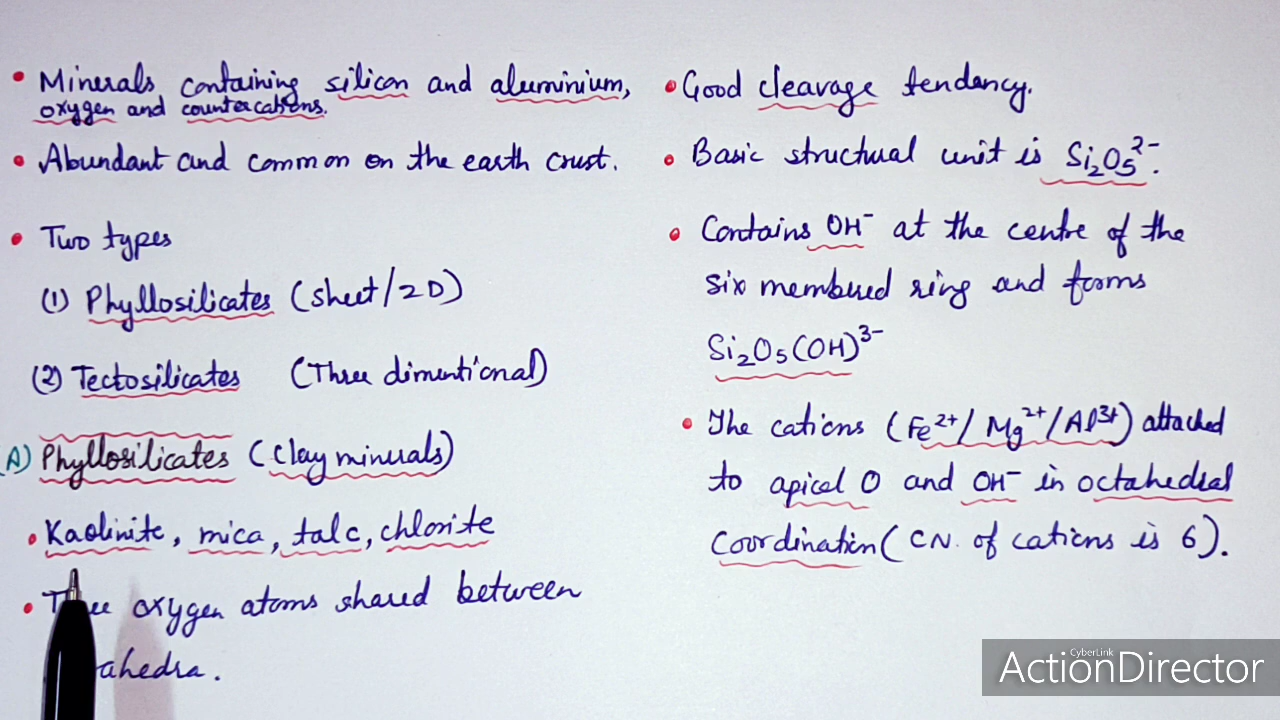 • Minerals containing silicon and aluminium,
oxygen and countercations.
• Abundant and common on the earth crust.
• Two types
(1) Phyllosilicates (sheet/2D)
(2) Tectosilicates (Three dimentional)
A) Phyllosilicates (clay minerals)
• Kaolinite, mica, talc, chlorite
• oxygen atoms shared between
ahedra.
• Good cleavage tendancy.
• Basic structural unit is Si₂O₅²⁻.
• Contains OH⁻ at the centre of the
six membered ring and forms
Si₂O₅(OH)³⁻
• The cations (Fe²⁺/Mg²⁺/Al³⁺) attached
to apical O and OH⁻ in octahedral
coordination (CN. of cations is 6).
CyberLink
ActionDirector